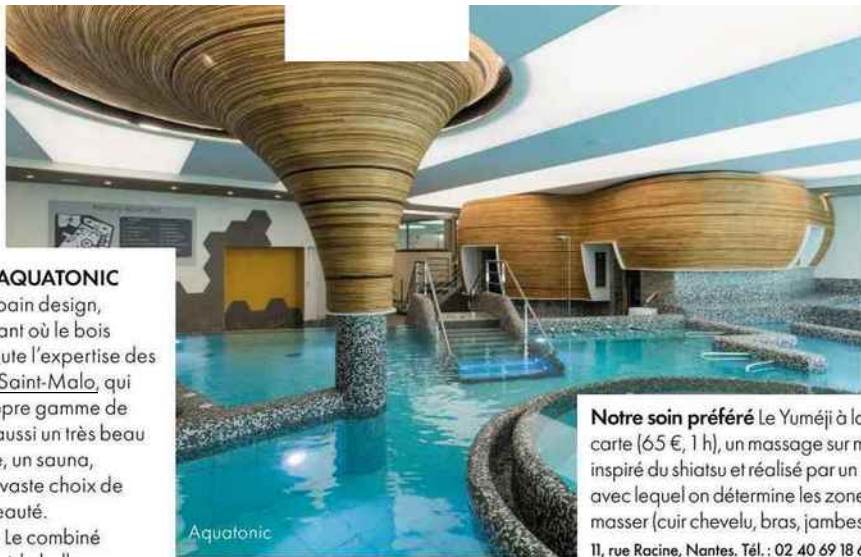 AQUATONIC
bain design,
ant où le bois
ute l'expertise des
Saint-Malo, qui
opre gamme de
aussi un très beau
e, un sauna,
vaste choix de
eauté.
Le combiné
Aquatonic
Notre soin préféré Le Yuméji à la
carte (65 €, 1 h), un massage sur
inspiré du shiatsu et réalisé par un
avec lequel on détermine les zone
masser (cuir chevelu, bras, jambes
11, rue Racine, Nantes. Tél. : 02 40 69 18